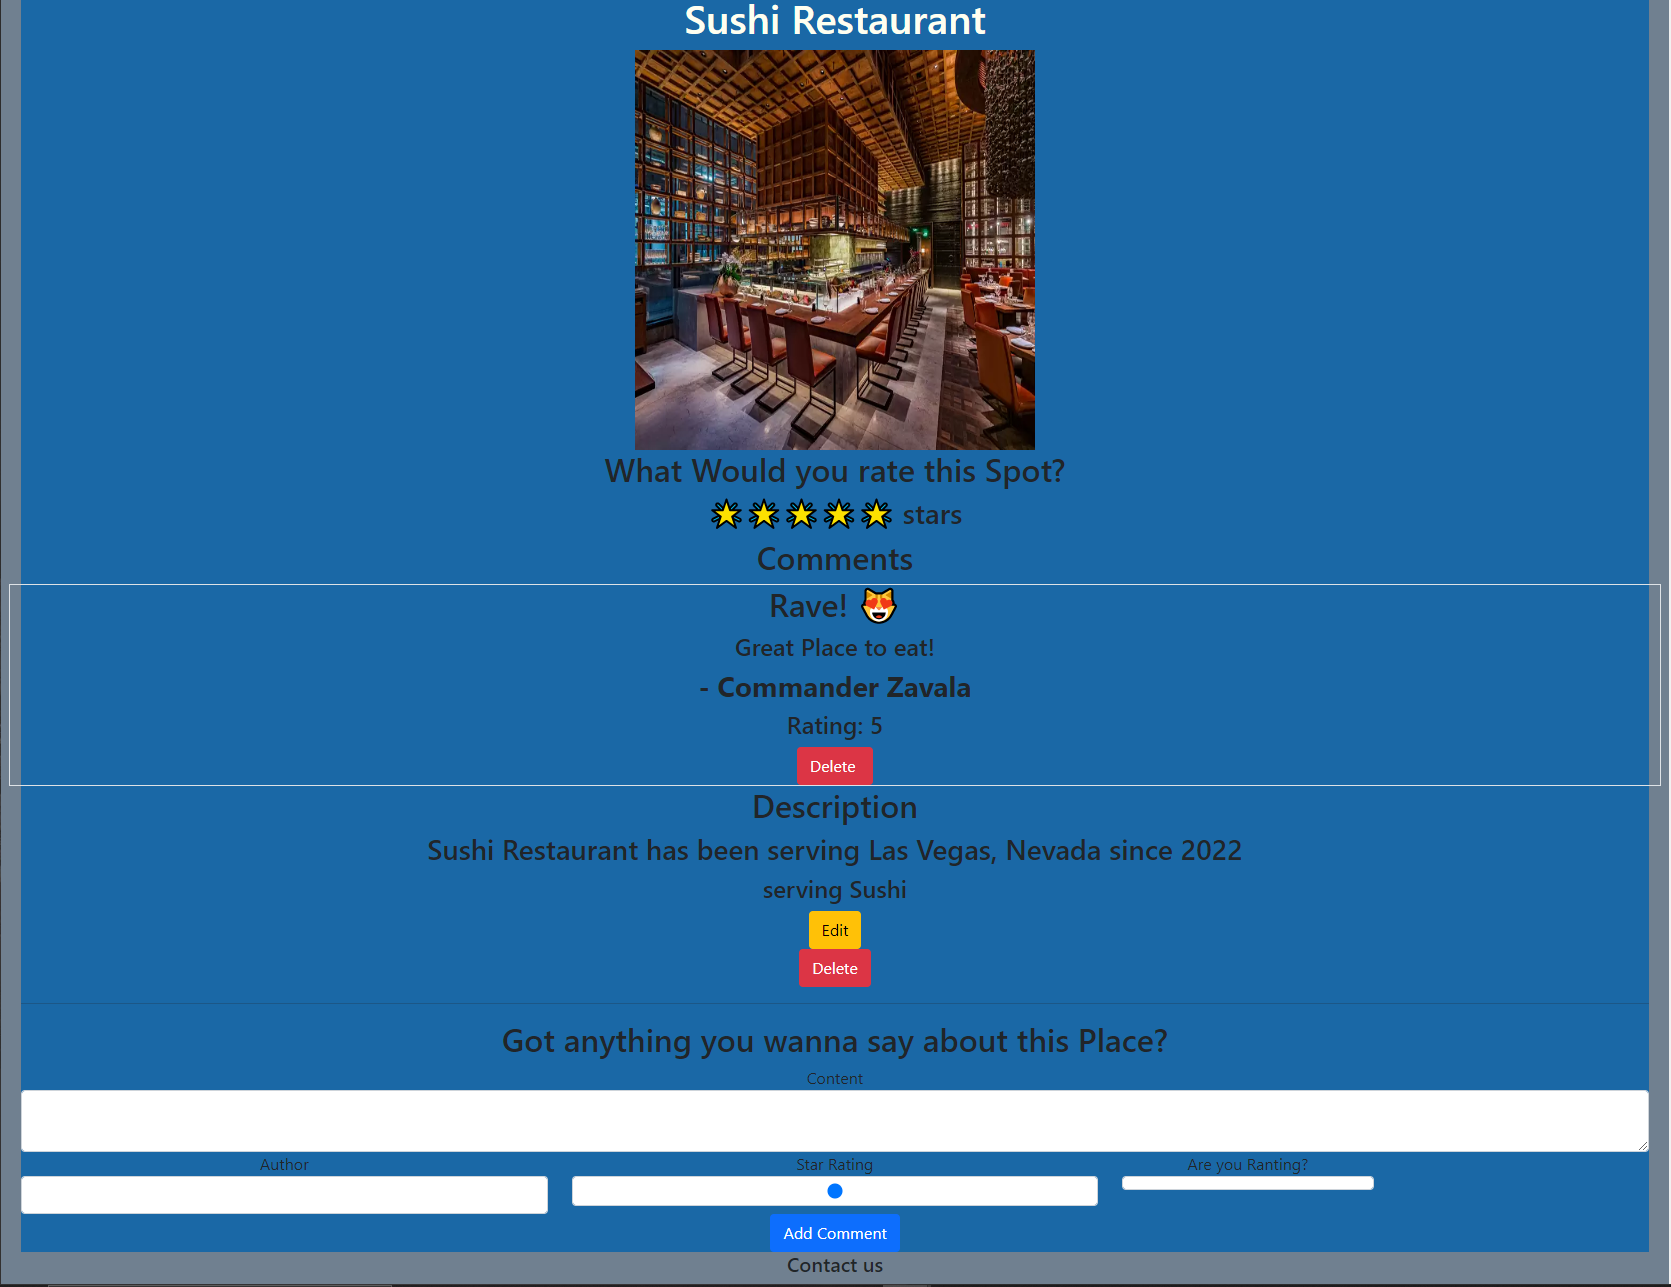 Sushi Restaurant
What Would you rate this Spot?
🌟 🌟 🌟 🌟 🌟 stars
Comments
Rave! 😻
Great Place to eat!
- Commander Zavala
Rating: 5
Delete
Description
Sushi Restaurant has been serving Las Vegas, Nevada since 2022
serving Sushi
Edit
Delete
Got anything you wanna say about this Place?
Content
Author Star Rating Are you Ranting?
Add Comment
Contact us